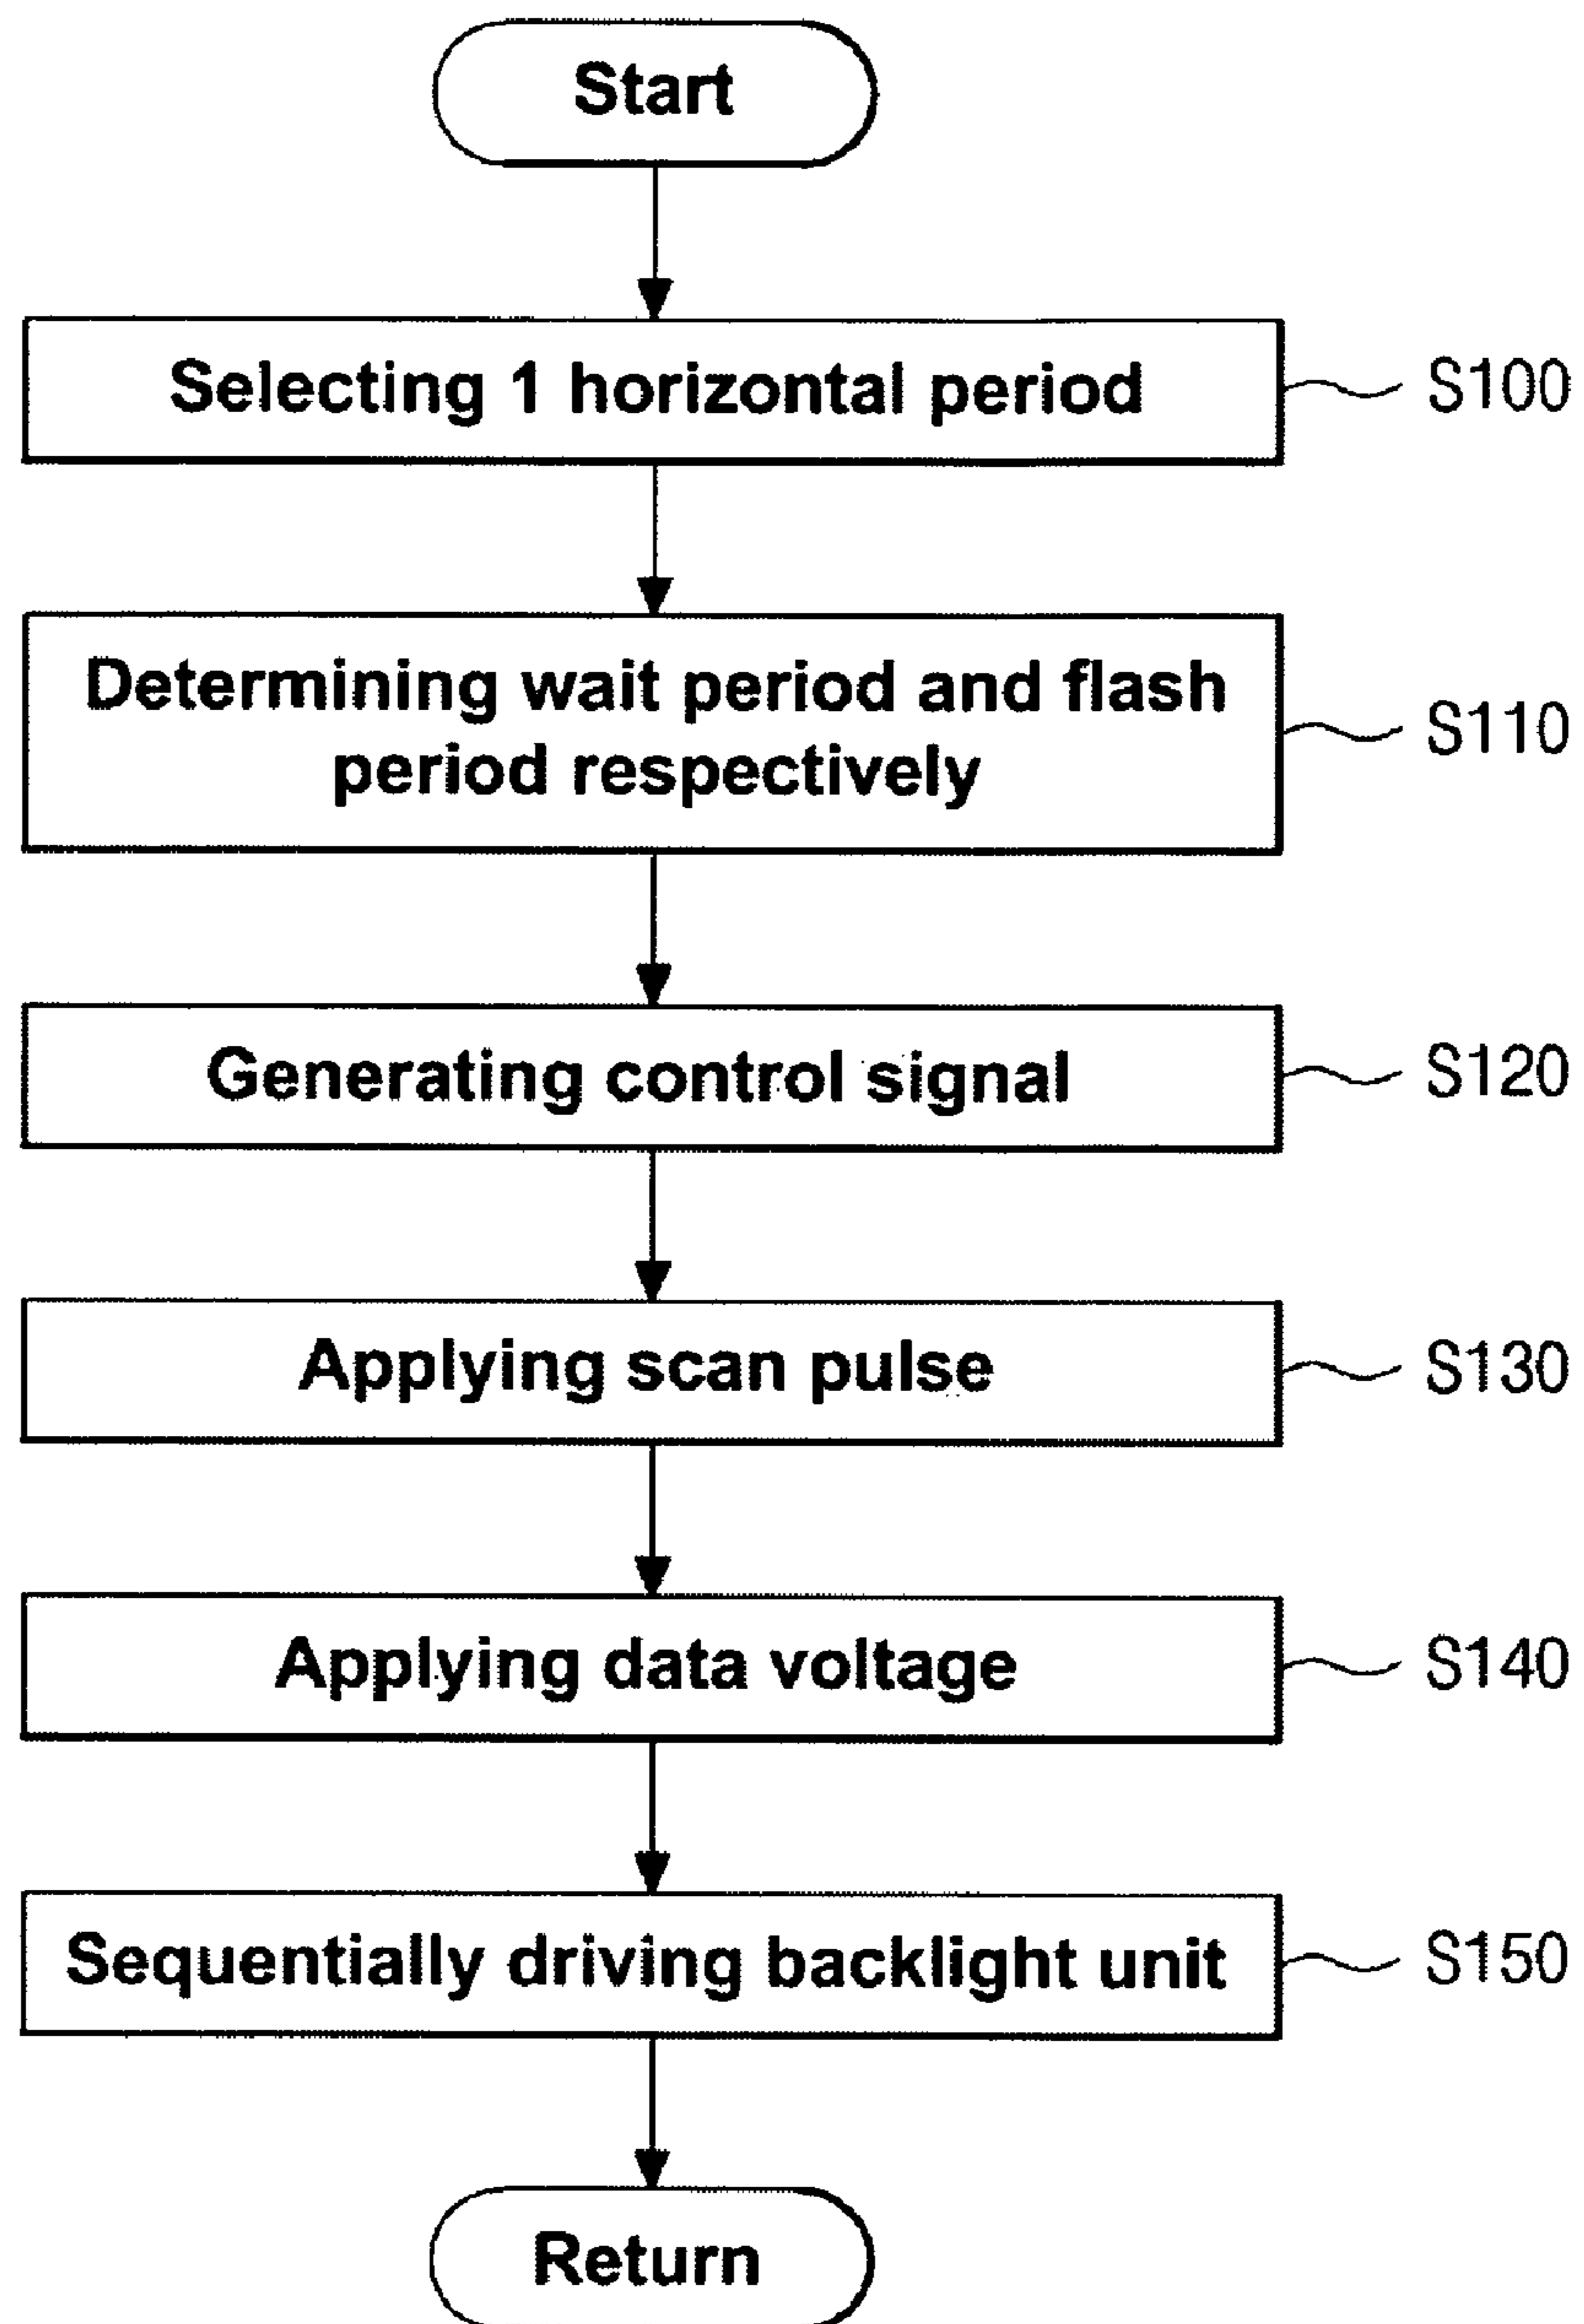 Start
Selecting 1 horizontal period
S100
Determining wait period and flash
period respectively
S110
Generating control signal
S120
Applying scan pulse
S130
Applying data voltage
S140
Sequentially driving backlight unit
S150
Return